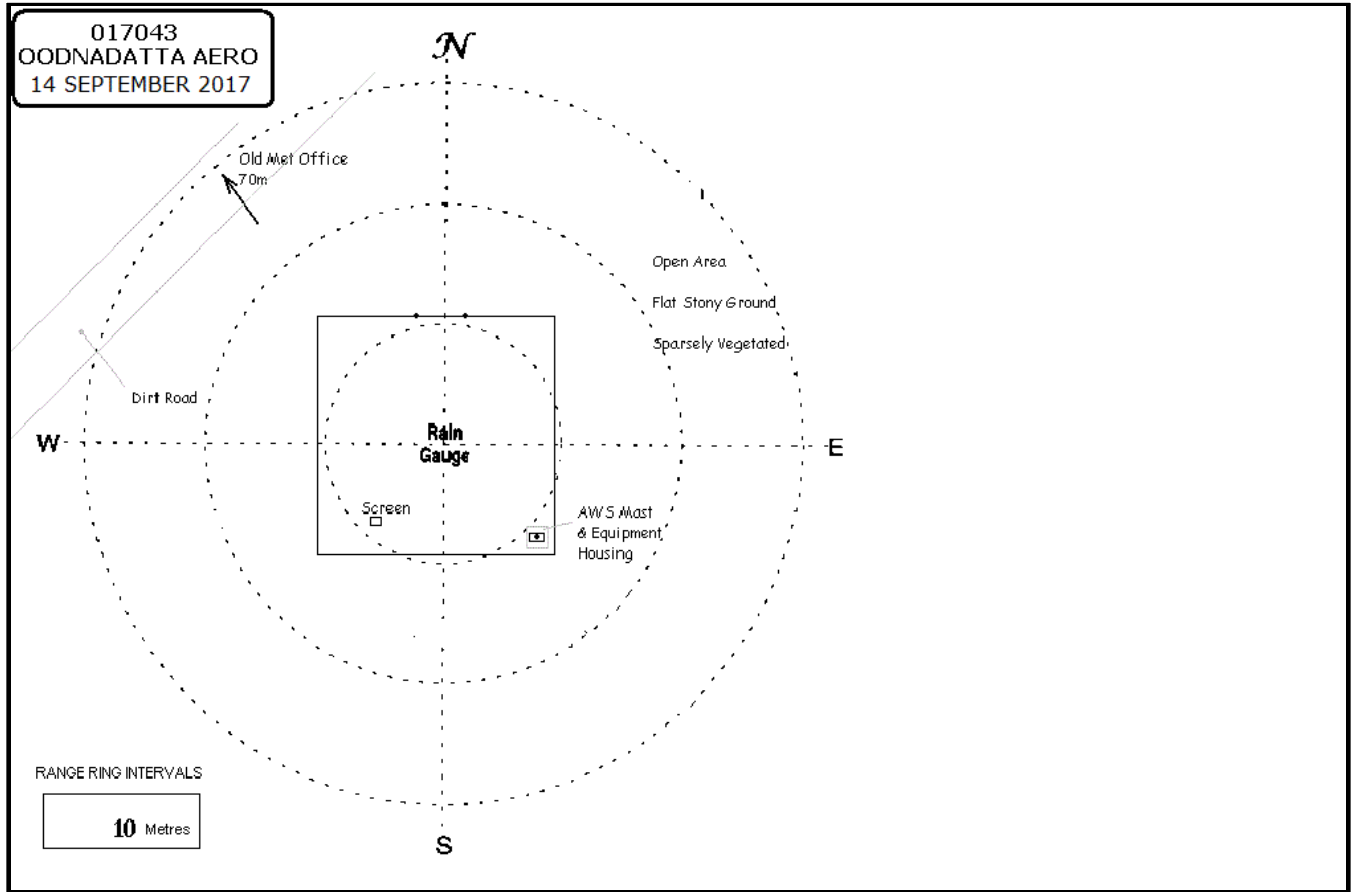 017043
OODNADATTA AERO
14 SEPTEMBER 2017
N
Old Met Office
70m
Open Area
Flat Stony Ground
Sparsely Vegetated
Dirt Road
W
Rain
Gauge
E
Screen
AWS Mast
& Equipment
Housing
RANGE RING INTERVALS
10 Metres
S